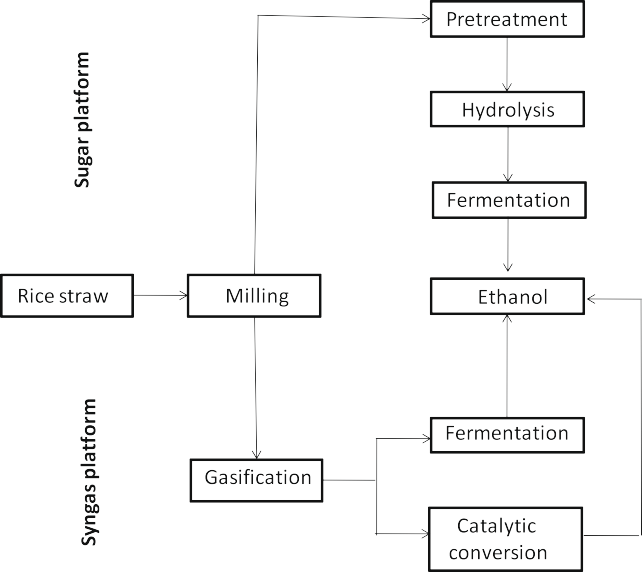 Pretreatment
Sugar platform
Hydrolysis
Fermentation
Rice straw
Milling
Ethanol
Syngas platform
Fermentation
Gasification
Catalytic
conversion